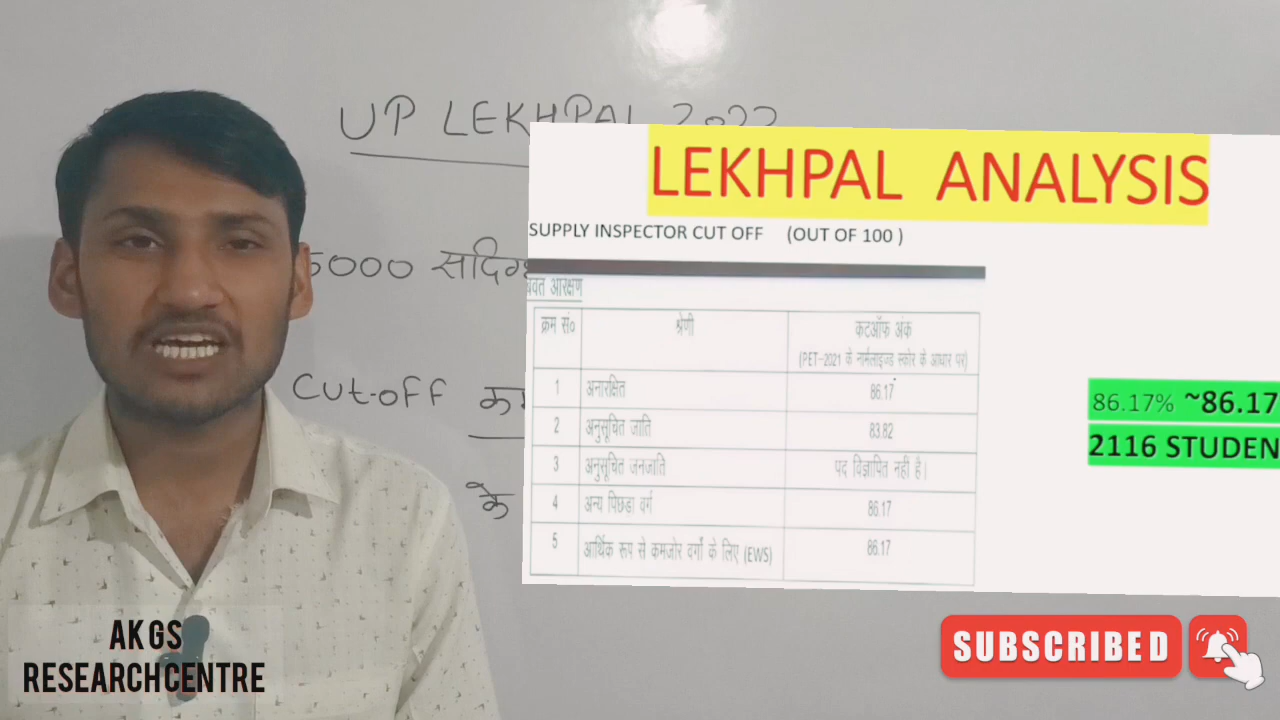 UP LEKHPAL 2022
5000
Cut-off
के
LEKHPAL ANALYSIS
SUPPLY INSPECTOR CUT OFF (OUT OF 100 )
आरक्षण
क्रम सं० श्रेणी कटऑफ अंक
(PET-2021 के नार्मलाइज्ड स्कोर के आधार पर)
1 अनारक्षित 86.17
2 अनुसूचित जाति 83.82
3 अनुसूचित जनजाति पद विज्ञापित नहीं है।
4 अन्य पिछडा वर्ग 86.17
5 आर्थिक रूप से कमजोर वर्गों के लिए (EWS) 86.17
86.17% ~86.17
2116 STUDEN
AK GS
RESEARCHCENTRE
SUBSCRIBED